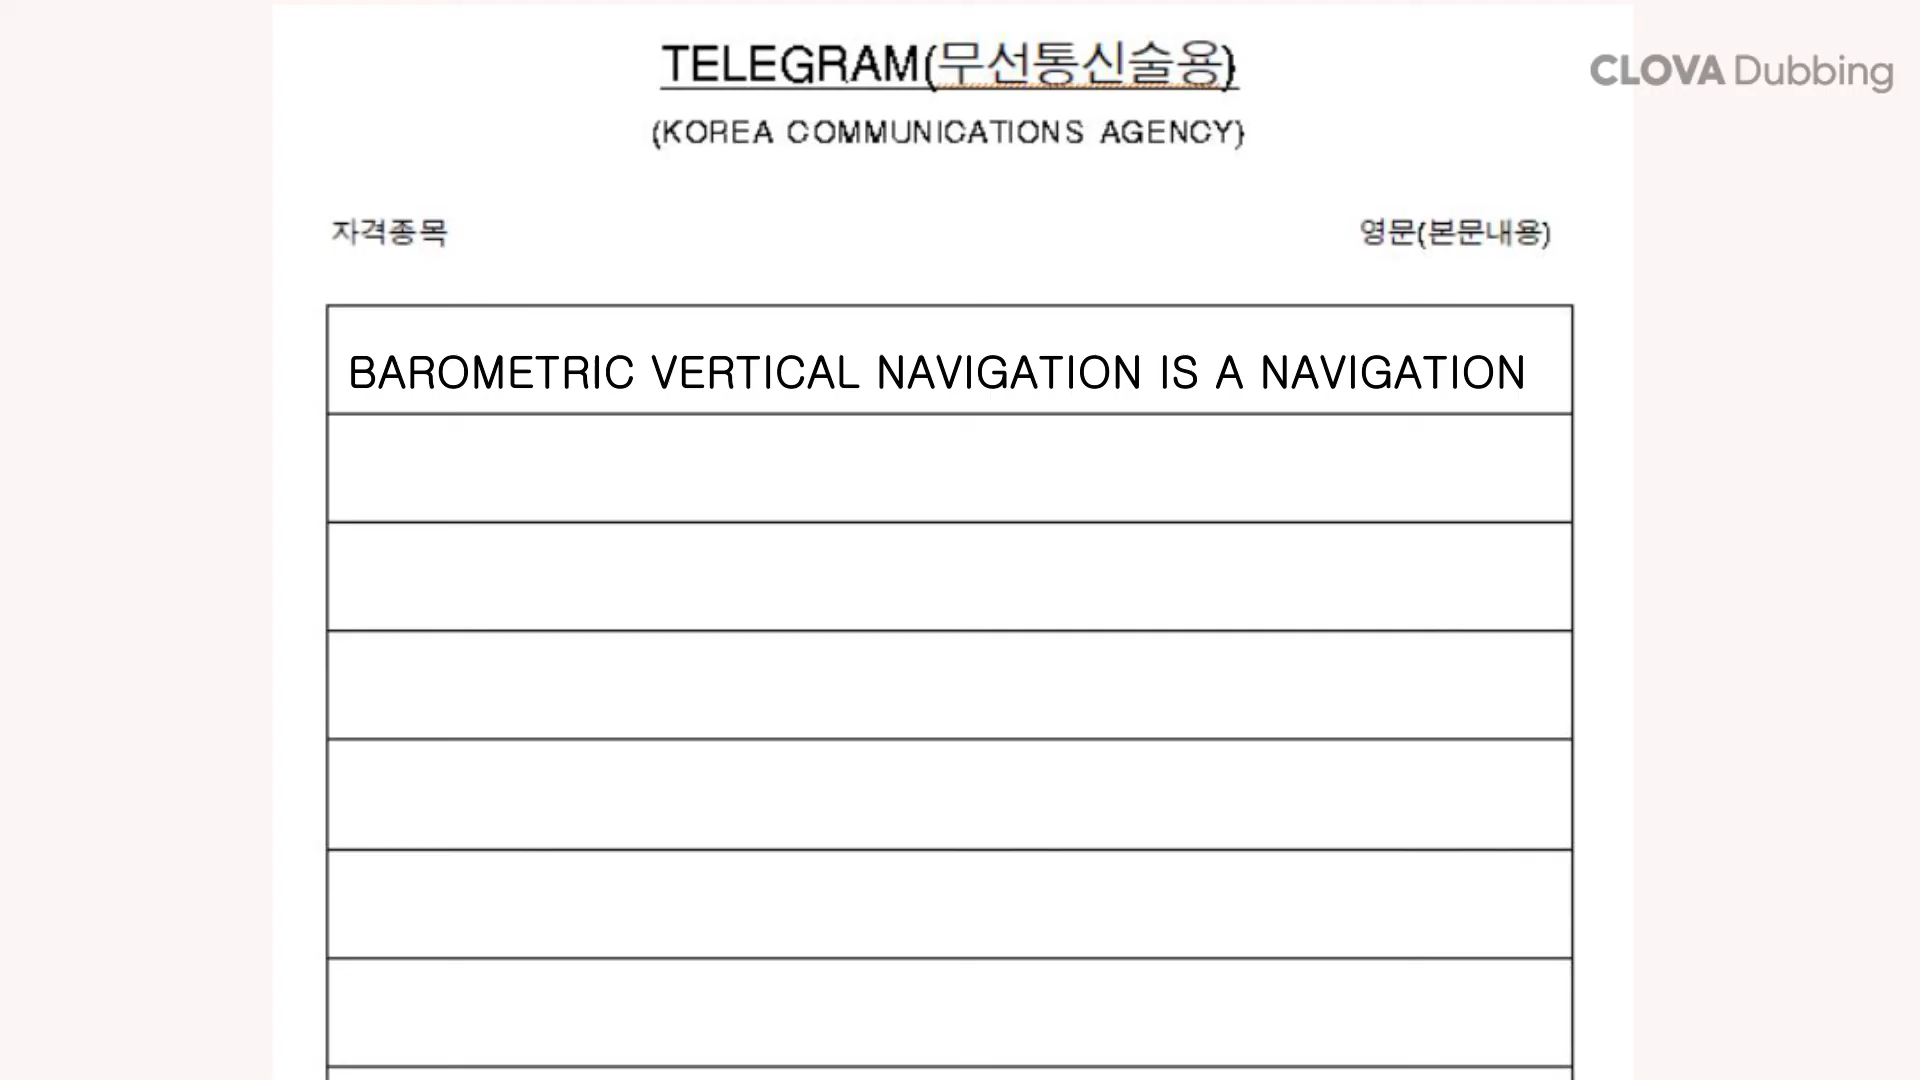 TELEGRAM(무선통신술용)
CLOVA Dubbing
(KOREA COMMUNICATIONS AGENCY)
자격종목
영문(본문내용)
BAROMETRIC VERTICAL NAVIGATION IS A NAVIGATION